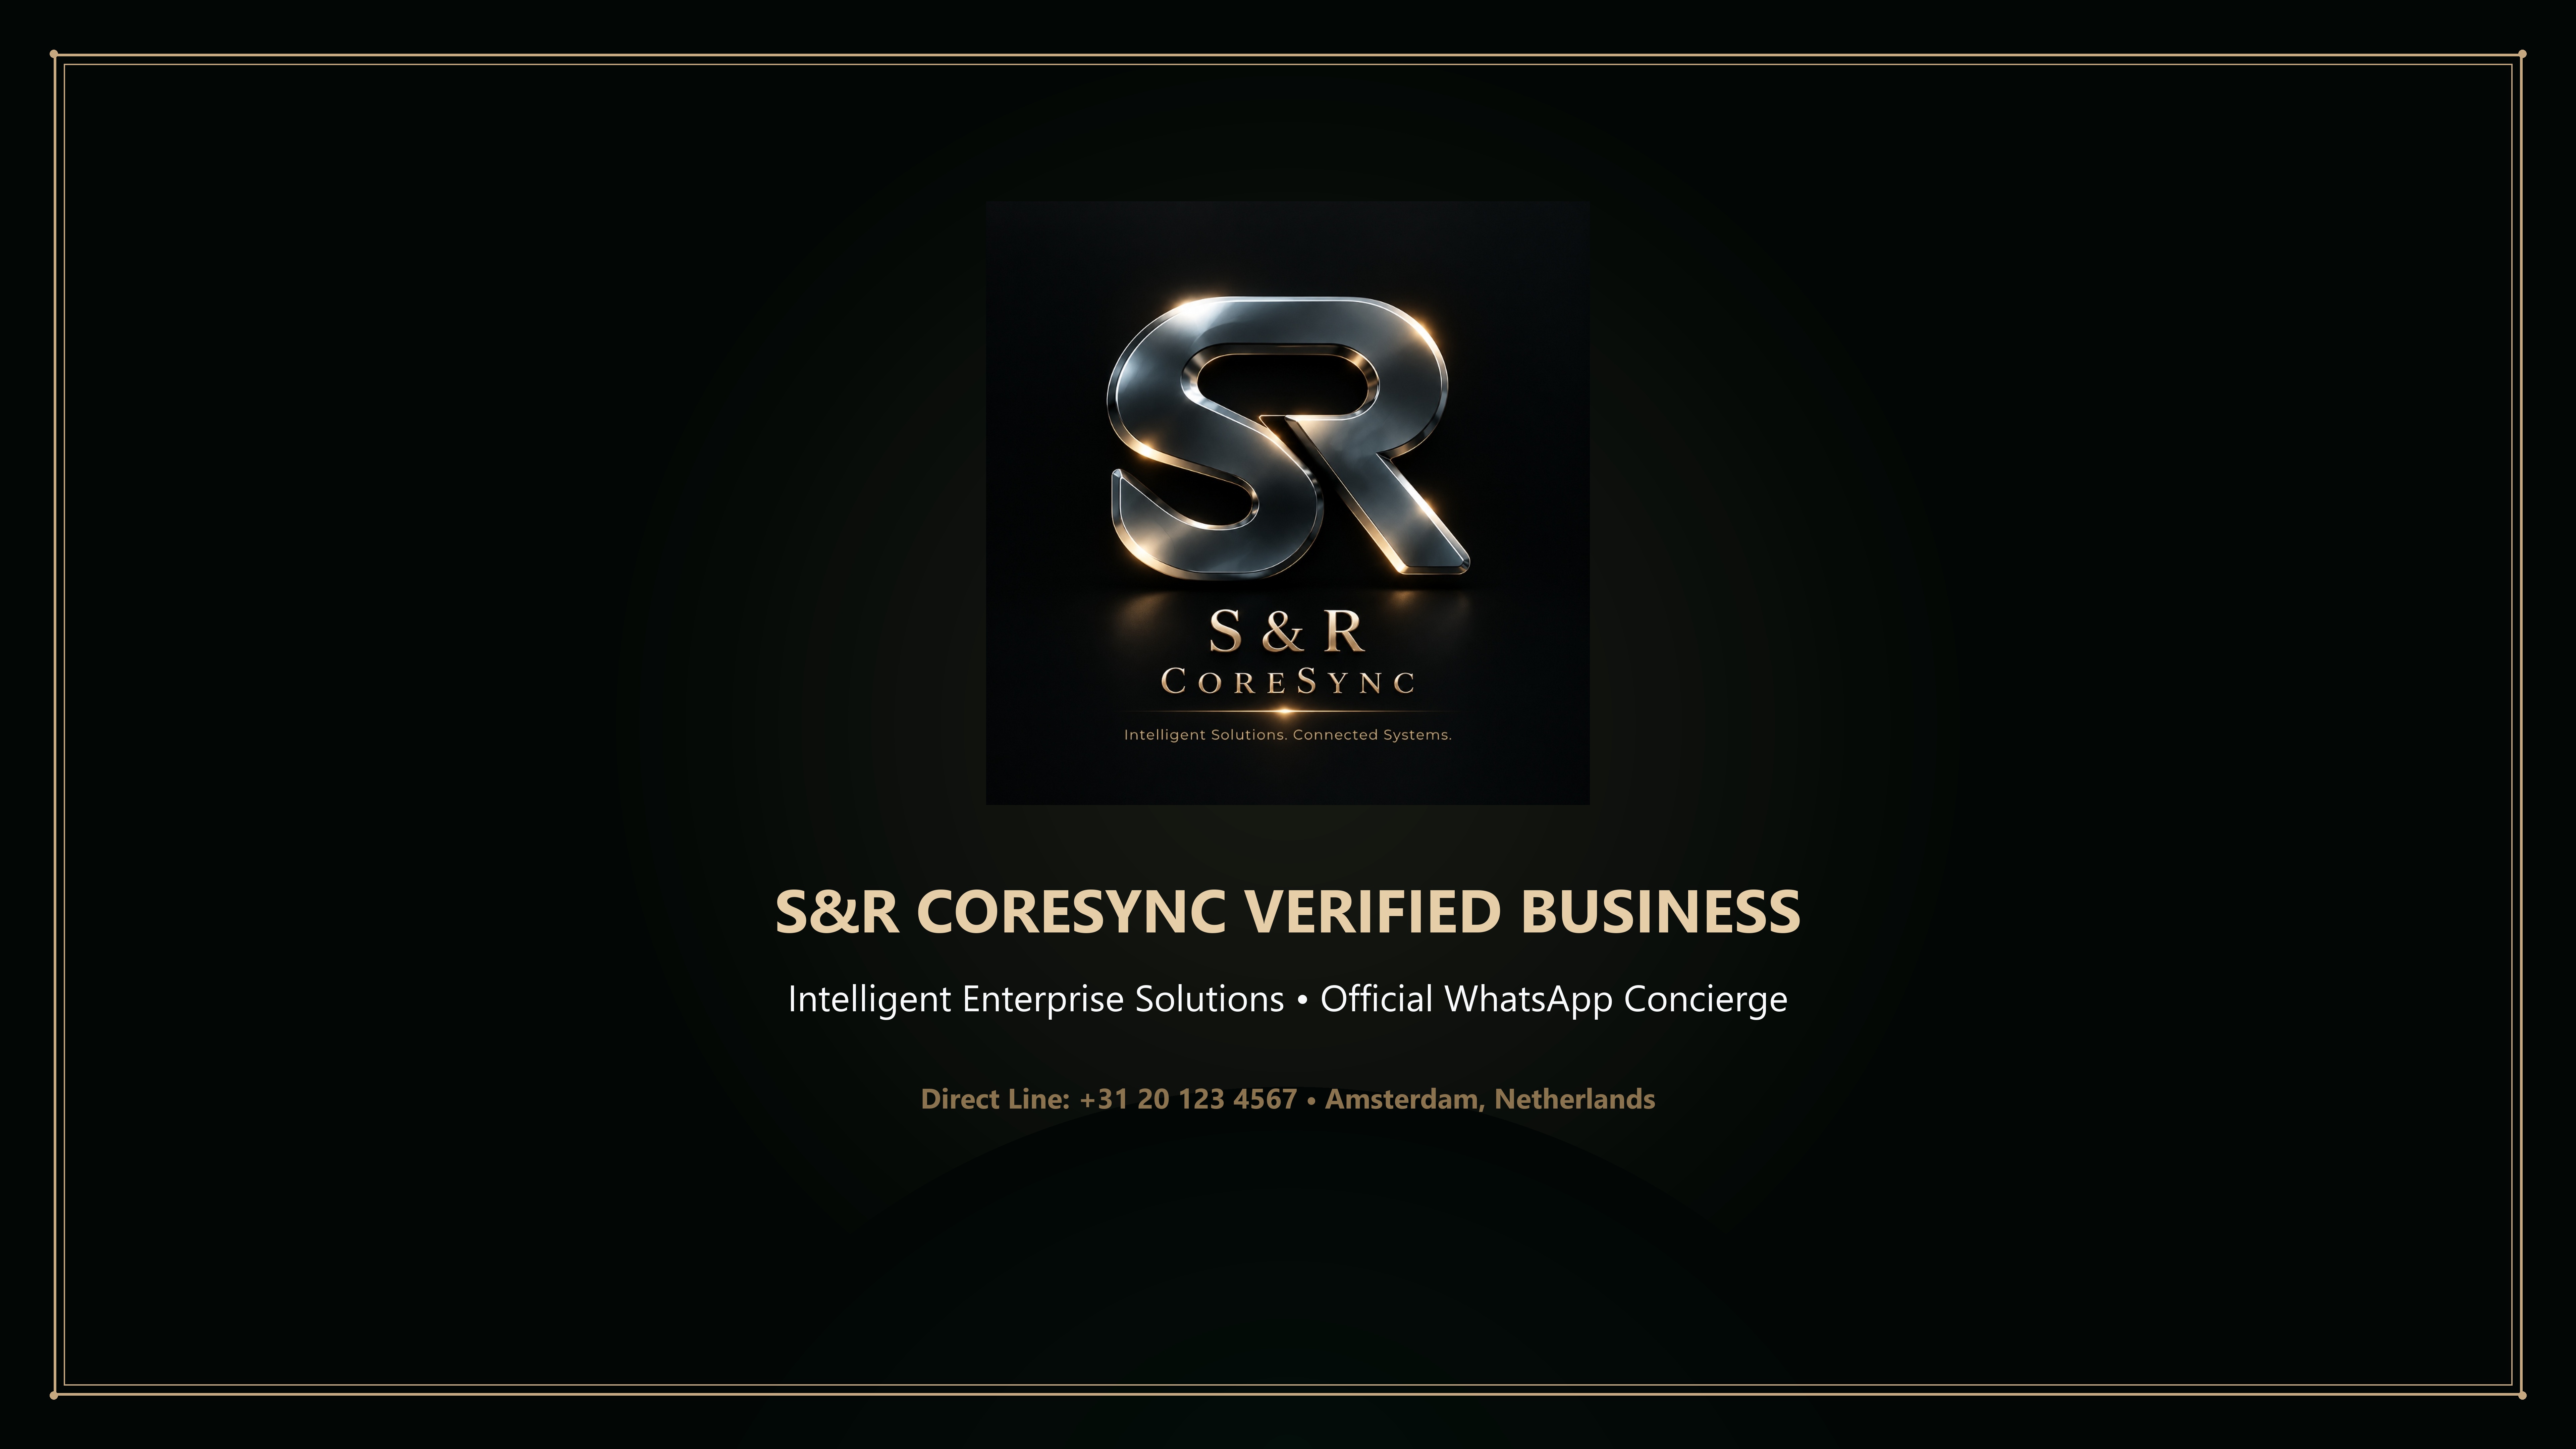 SR
S & R
CORESYNC
Intelligent Solutions. Connected Systems.
S&R CORESYNC VERIFIED BUSINESS
Intelligent Enterprise Solutions • Official WhatsApp Concierge
Direct Line: +31 20 123 4567 • Amsterdam, Netherlands